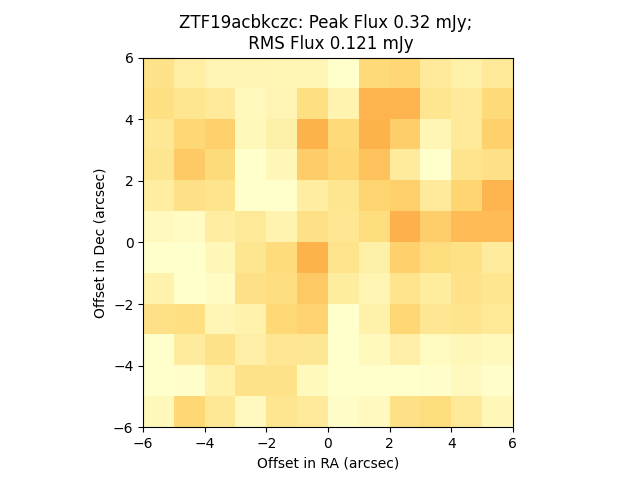 ZTF19acbkczc: Peak Flux 0.32 mJy;
RMS Flux 0.121 mJy
6
4
2
0
−2
−4
−6
Offset in Dec (arcsec)
−6 −4 −2 0 2 4 6
Offset in RA (arcsec)